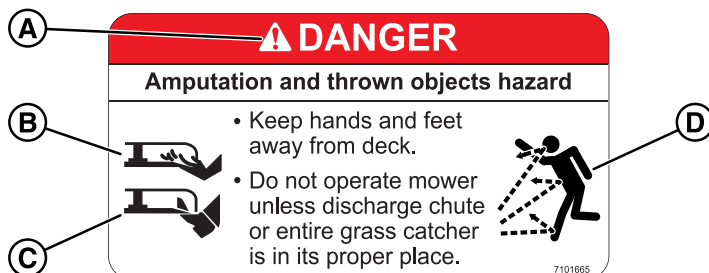 A
DANGER
Amputation and thrown objects hazard
B
D
• Keep hands and feet
away from deck.
• Do not operate mower
unless discharge chute
or entire grass catcher
is in its proper place.
C
7101665